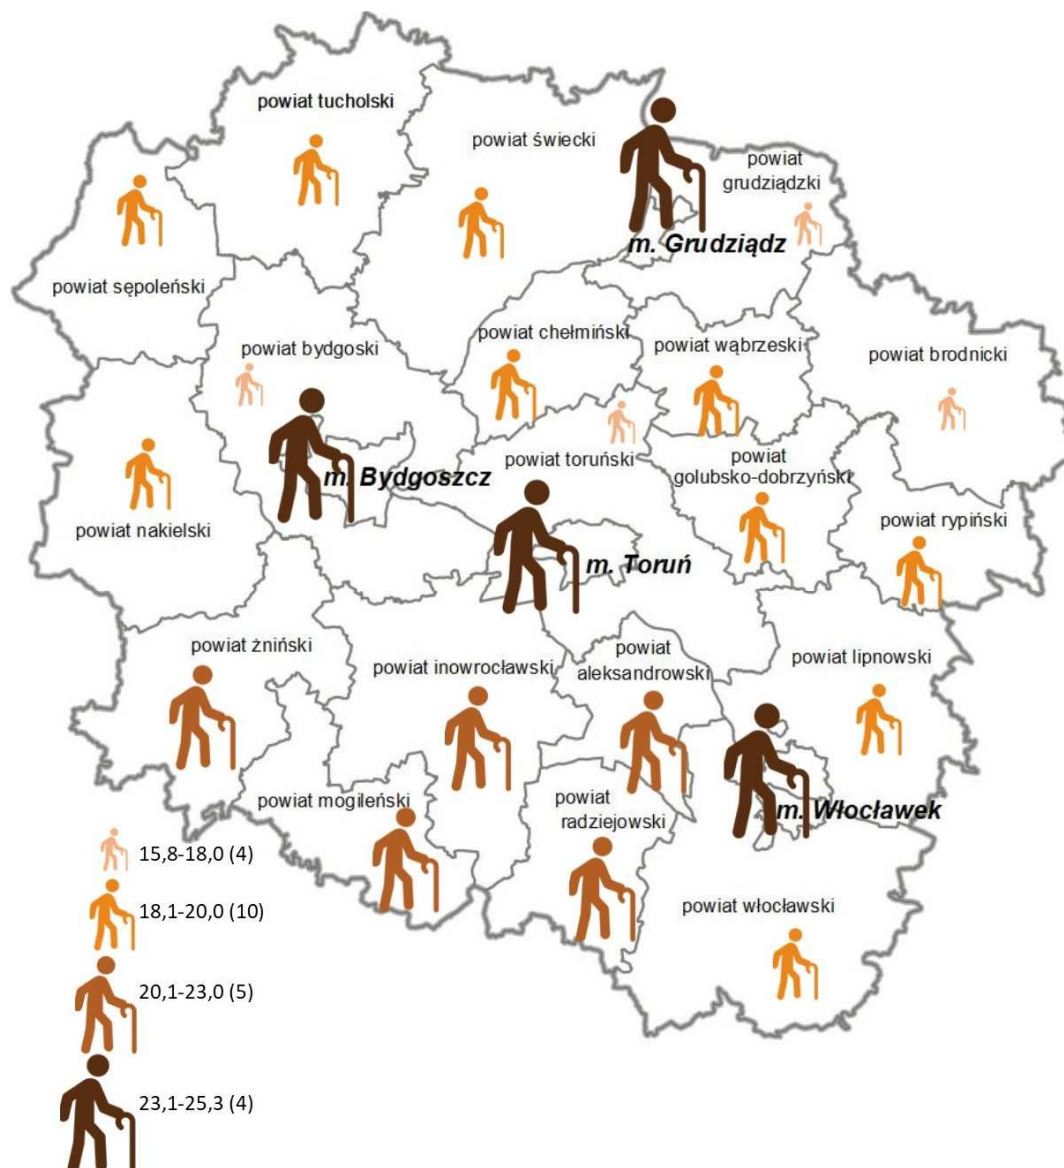 powiat tucholski
powiat świecki
powiat
grudziądzki
m. Grudziądz
powiat sępoleński
powiat bydgoski
powiat chełmiński
powiat wąbrzeski
powiat brodnicki
powiat toruński
powiat
golubsko-dobrzyński
m. Bydgoszcz
powiat nakielski
powiat rypiński
m. Toruń
powiat żniński
powiat inowrocławski
powiat
aleksandrowski
powiat lipnowski
powiat mogileński
powiat
radziejowski
m. Włocławek
powiat włocławski
15,8-18,0 (4)
18,1-20,0 (10)
20,1-23,0 (5)
23,1-25,3 (4)